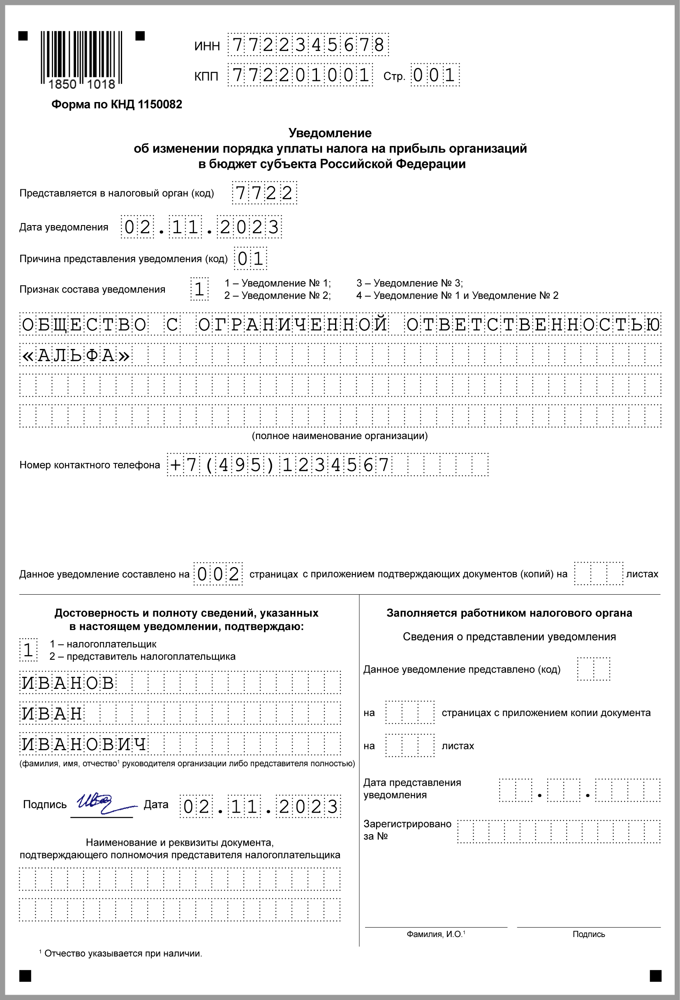 ИНН 7722345678
КПП 772201001 Стр. 001
1850 1018
Форма по КНД 1150082
Уведомление
об изменении порядка уплаты налога на прибыль организаций
в бюджет субъекта Российской Федерации
Представляется в налоговый орган (код) 7722
Дата уведомления 02.11.2023
Причина представления уведомления (код) 01
Признак состава уведомления 1
1 – Уведомление № 1; 3 – Уведомление № 3;
2 – Уведомление № 2; 4 – Уведомление № 1 и Уведомление № 2
ОБЩЕСТВО С ОГРАНИЧЕННОЙ ОТВЕТСТВЕННОСТЬЮ
«АЛЬФА»
(полное наименование организации)
Номер контактного телефона +7(495)1234567
Данное уведомление составлено на 002 страницах с приложением подтверждающих документов (копий) на листах
Достоверность и полноту сведений, указанных
в настоящем уведомлении, подтверждаю:
1
1 – налогоплательщик
2 – представитель налогоплательщика
ИВАНОВ
ИВАН
ИВАНОВИЧ
(фамилия, имя, отчество¹ руководителя организации либо представителя полностью)
Подпись Дата 02.11.2023
Наименование и реквизиты документа,
подтверждающего полномочия представителя налогоплательщика
Заполняется работником налогового органа
Сведения о представлении уведомления
Данное уведомление представлено (код)
на страницах с приложением копии документа
на листах
Дата представления
уведомления . .
Зарегистрировано
за №
Фамилия, И.О.¹ Подпись
¹ Отчество указывается при наличии.